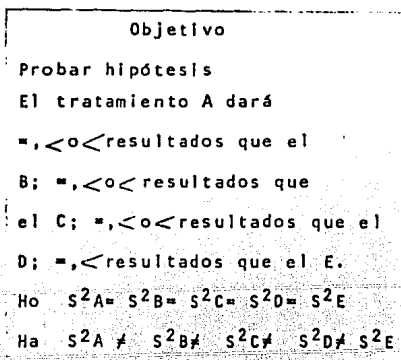 Objetivo
Probar hipótesis
El tratamiento A dará
=,<o<resultados que el
B; =,<o< resultados que
el C; =,<o<resultados que el
D; =,<resultados que el E.
Ho S²A= S²B= S²C= S²D= S²E
Ha S²A ≠ S²B≠ S²C≠ S²D≠ S²E